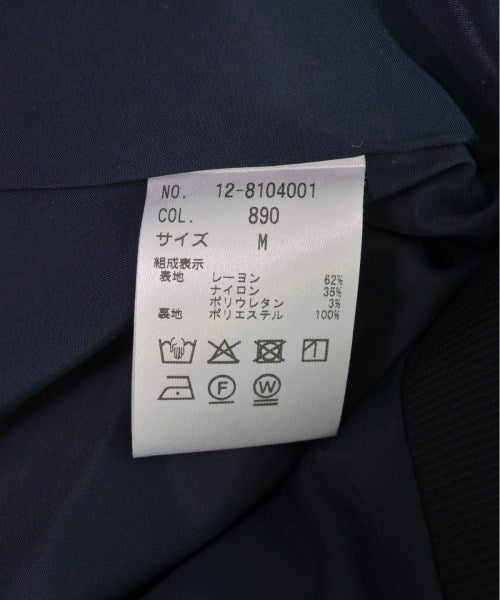 NO. 12-8104001
COL. 890
サイズ M
組成表示
表地 レーヨン 62%
ナイロン 35%
ポリウレタン 3%
裏地 ポリエステル 100%
F W